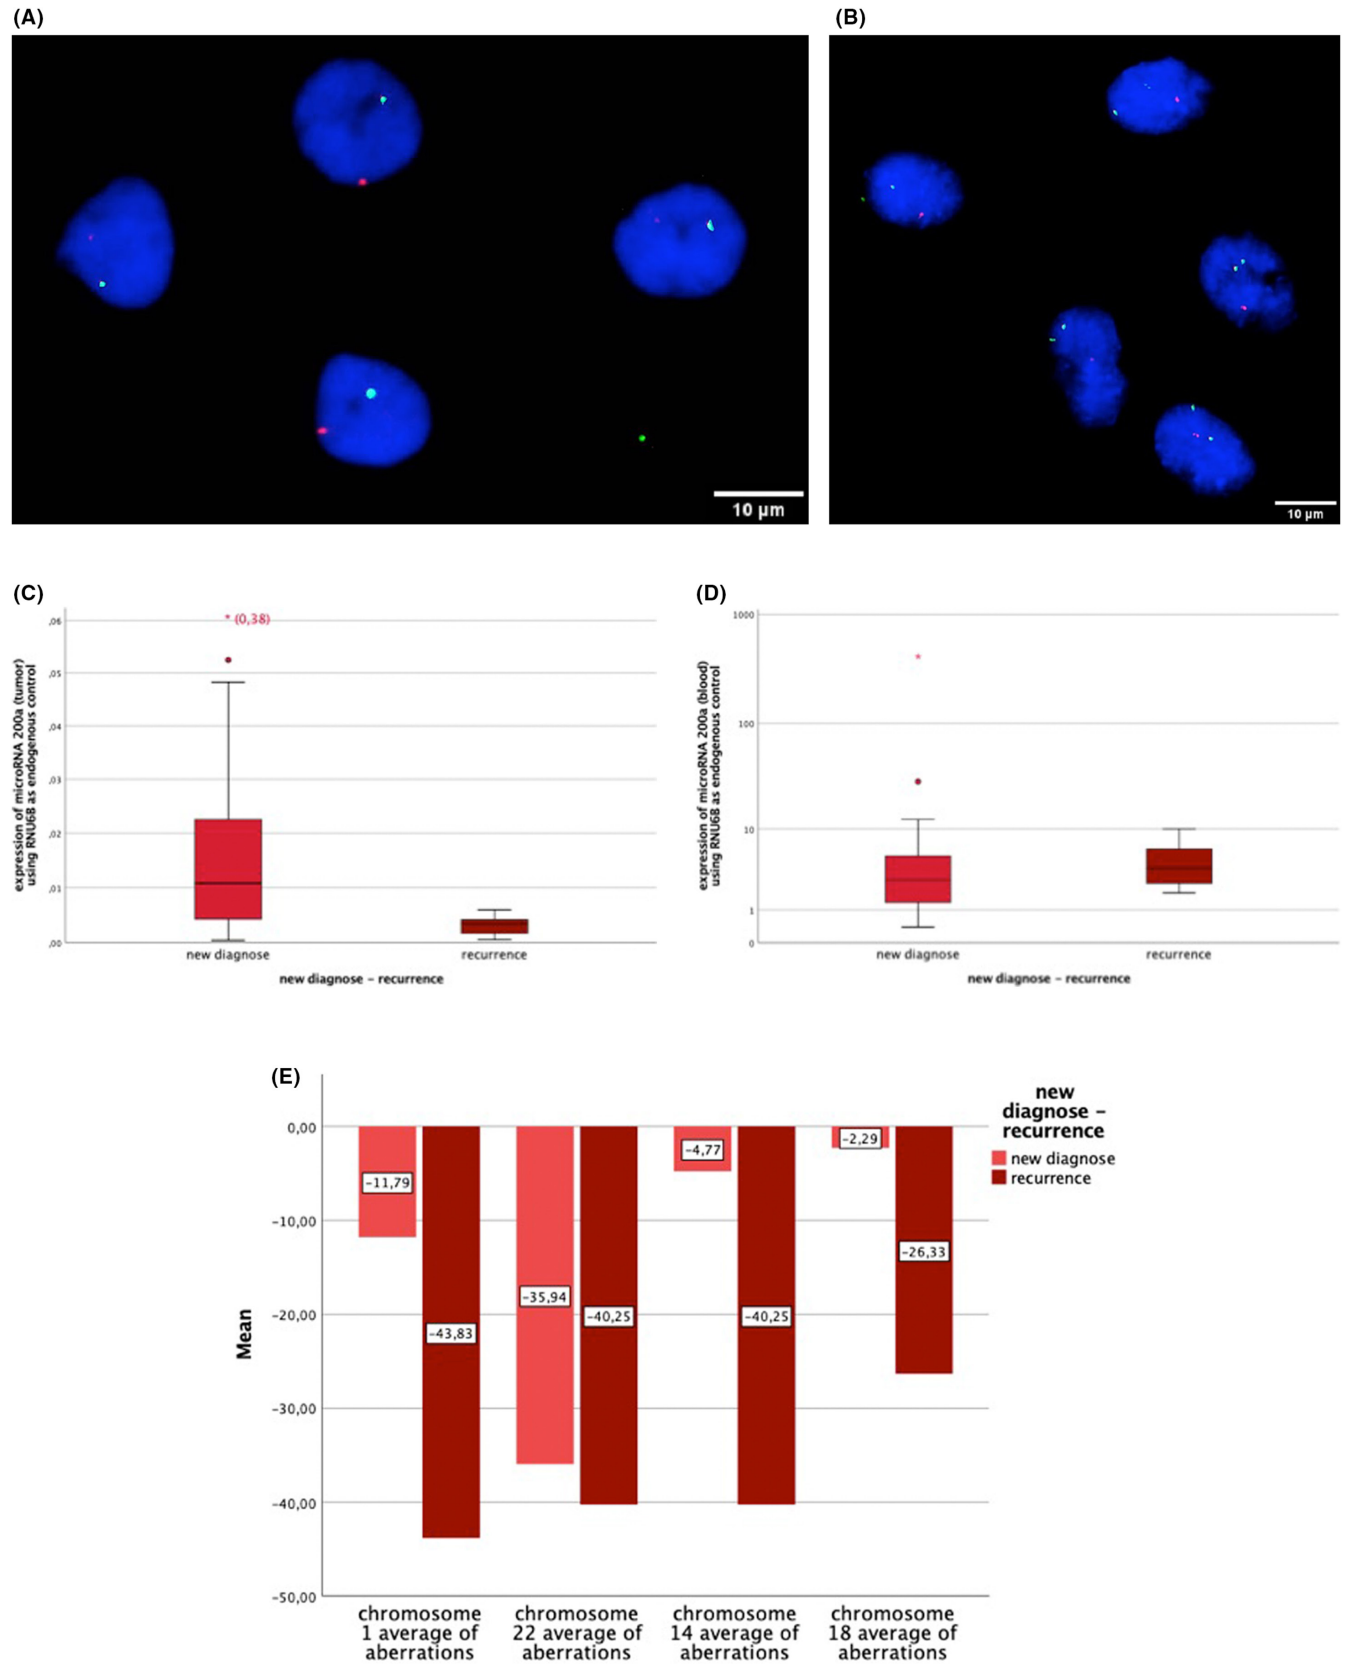 (A)
(B)
10 µm
10 µm
(C)
(D)
expression of microRNA 200a (tumor)
using RNU6B as endogenous control
,06
,05
,04
,03
,02
,01
,00
* (0,38)
new diagnose
recurrence
new diagnose – recurrence
expression of microRNA 200a (blood)
using RNU6B as endogenous control
1000
100
10
1
0
*
new diagnose
recurrence
new diagnose – recurrence
(E)
Mean
0,00
-10,00
-20,00
-30,00
-40,00
-50,00
-11,79
-43,83
-35,94
-40,25
-4,77
-40,25
-2,29
-26,33
new
diagnose –
recurrence
new diagnose
recurrence
chromosome
1 average of
aberrations
chromosome
22 average of
aberrations
chromosome
14 average of
aberrations
chromosome
18 average of
aberrations